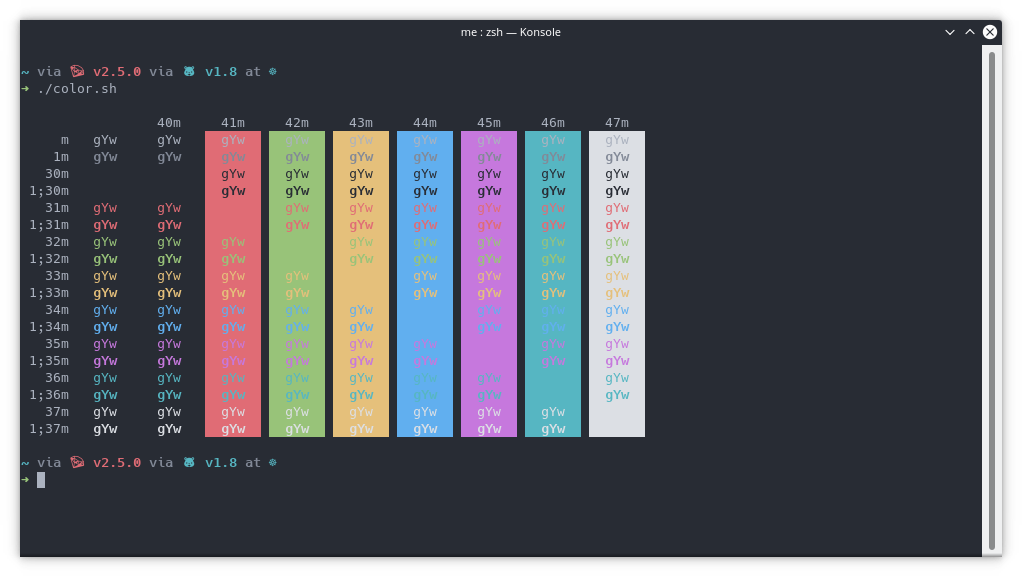 me : zsh — Konsole
~ via v2.5.0 via v1.8 at ☸
➜ ./color.sh
40m 41m 42m 43m 44m 45m 46m 47m
m gYw gYw gYw gYw gYw gYw gYw gYw gYw
1m gYw gYw gYw gYw gYw gYw gYw gYw gYw
30m gYw gYw gYw gYw gYw gYw gYw
1;30m gYw gYw gYw gYw gYw gYw gYw
31m gYw gYw gYw gYw gYw gYw gYw gYw
1;31m gYw gYw gYw gYw gYw gYw gYw gYw
32m gYw gYw gYw gYw gYw gYw gYw gYw
1;32m gYw gYw gYw gYw gYw gYw gYw gYw
33m gYw gYw gYw gYw gYw gYw gYw gYw
1;33m gYw gYw gYw gYw gYw gYw gYw gYw
34m gYw gYw gYw gYw gYw gYw gYw gYw
1;34m gYw gYw gYw gYw gYw gYw gYw gYw
35m gYw gYw gYw gYw gYw gYw gYw gYw
1;35m gYw gYw gYw gYw gYw gYw gYw gYw
36m gYw gYw gYw gYw gYw gYw gYw gYw
1;36m gYw gYw gYw gYw gYw gYw gYw gYw
37m gYw gYw gYw gYw gYw gYw gYw gYw
1;37m gYw gYw gYw gYw gYw gYw gYw gYw
~ via v2.5.0 via v1.8 at ☸
➜